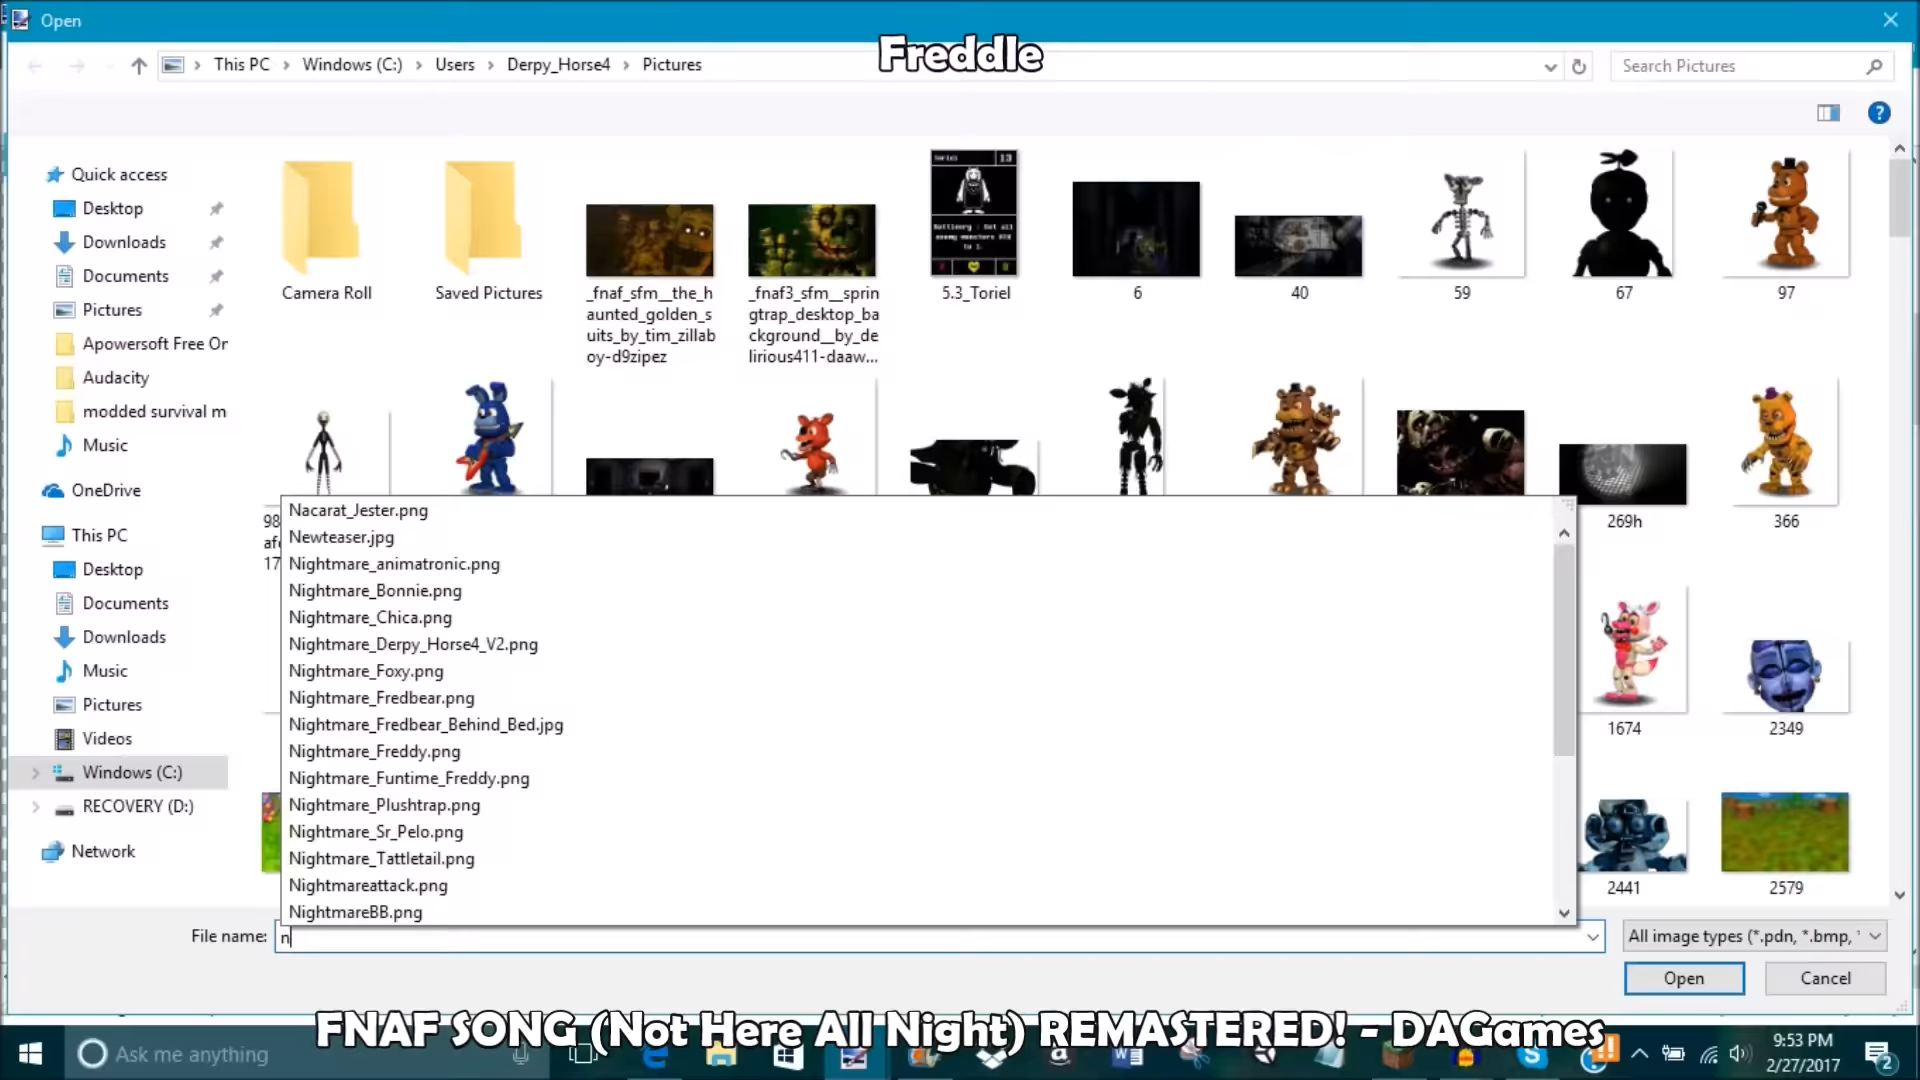 Open
Freddle
This PC
Windows (C:)
Users
Derpy_Horse4
Pictures
Search Pictures
Quick access
Desktop
Downloads
Documents
Pictures
Apowersoft Free Or
Audacity
modded survival m
Music
OneDrive
This PC
Desktop
Documents
Downloads
Music
Pictures
Videos
Windows (C:)
RECOVERY (D:)
Network
Camera Roll
Saved Pictures
_fnaf_sfm__the_h
aunted_golden_s
uits_by_tim_zillab
oy-d9zipez
_fnaf3_sfm__sprin
gtrap_desktop_ba
ckground__by_de
lirious411-daaw...
13
5.3_Toriel
6
40
59
67
97
98
17
269h
366
1674
2349
2441
2579
Nacarat_Jester.png
Newteaser.jpg
Nightmare_animatronic.png
Nightmare_Bonnie.png
Nightmare_Chica.png
Nightmare_Derpy_Horse4_V2.png
Nightmare_Foxy.png
Nightmare_Fredbear.png
Nightmare_Fredbear_Behind_Bed.jpg
Nightmare_Freddy.png
Nightmare_Funtime_Freddy.png
Nightmare_Plushtrap.png
Nightmare_Sr_Pelo.png
Nightmare_Tattletail.png
Nightmareattack.png
NightmareBB.png
File name:
n
All image types (*.pdn, *.bmp,
Open
Cancel
FNAF SONG (Not Here All Night) REMASTERED! - DAGames
Ask me anything
9:53 PM
2/27/2017
2